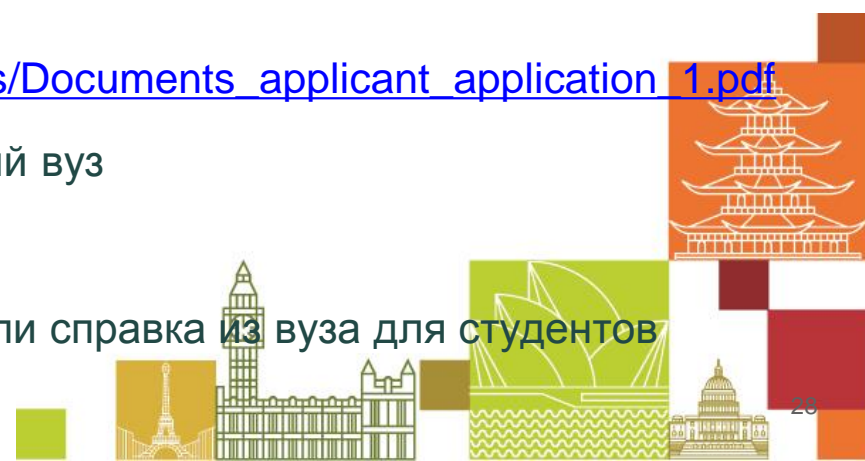 s/Documents_applicant_application_1.pdf
й вуз
ли справка из вуза для студентов
28